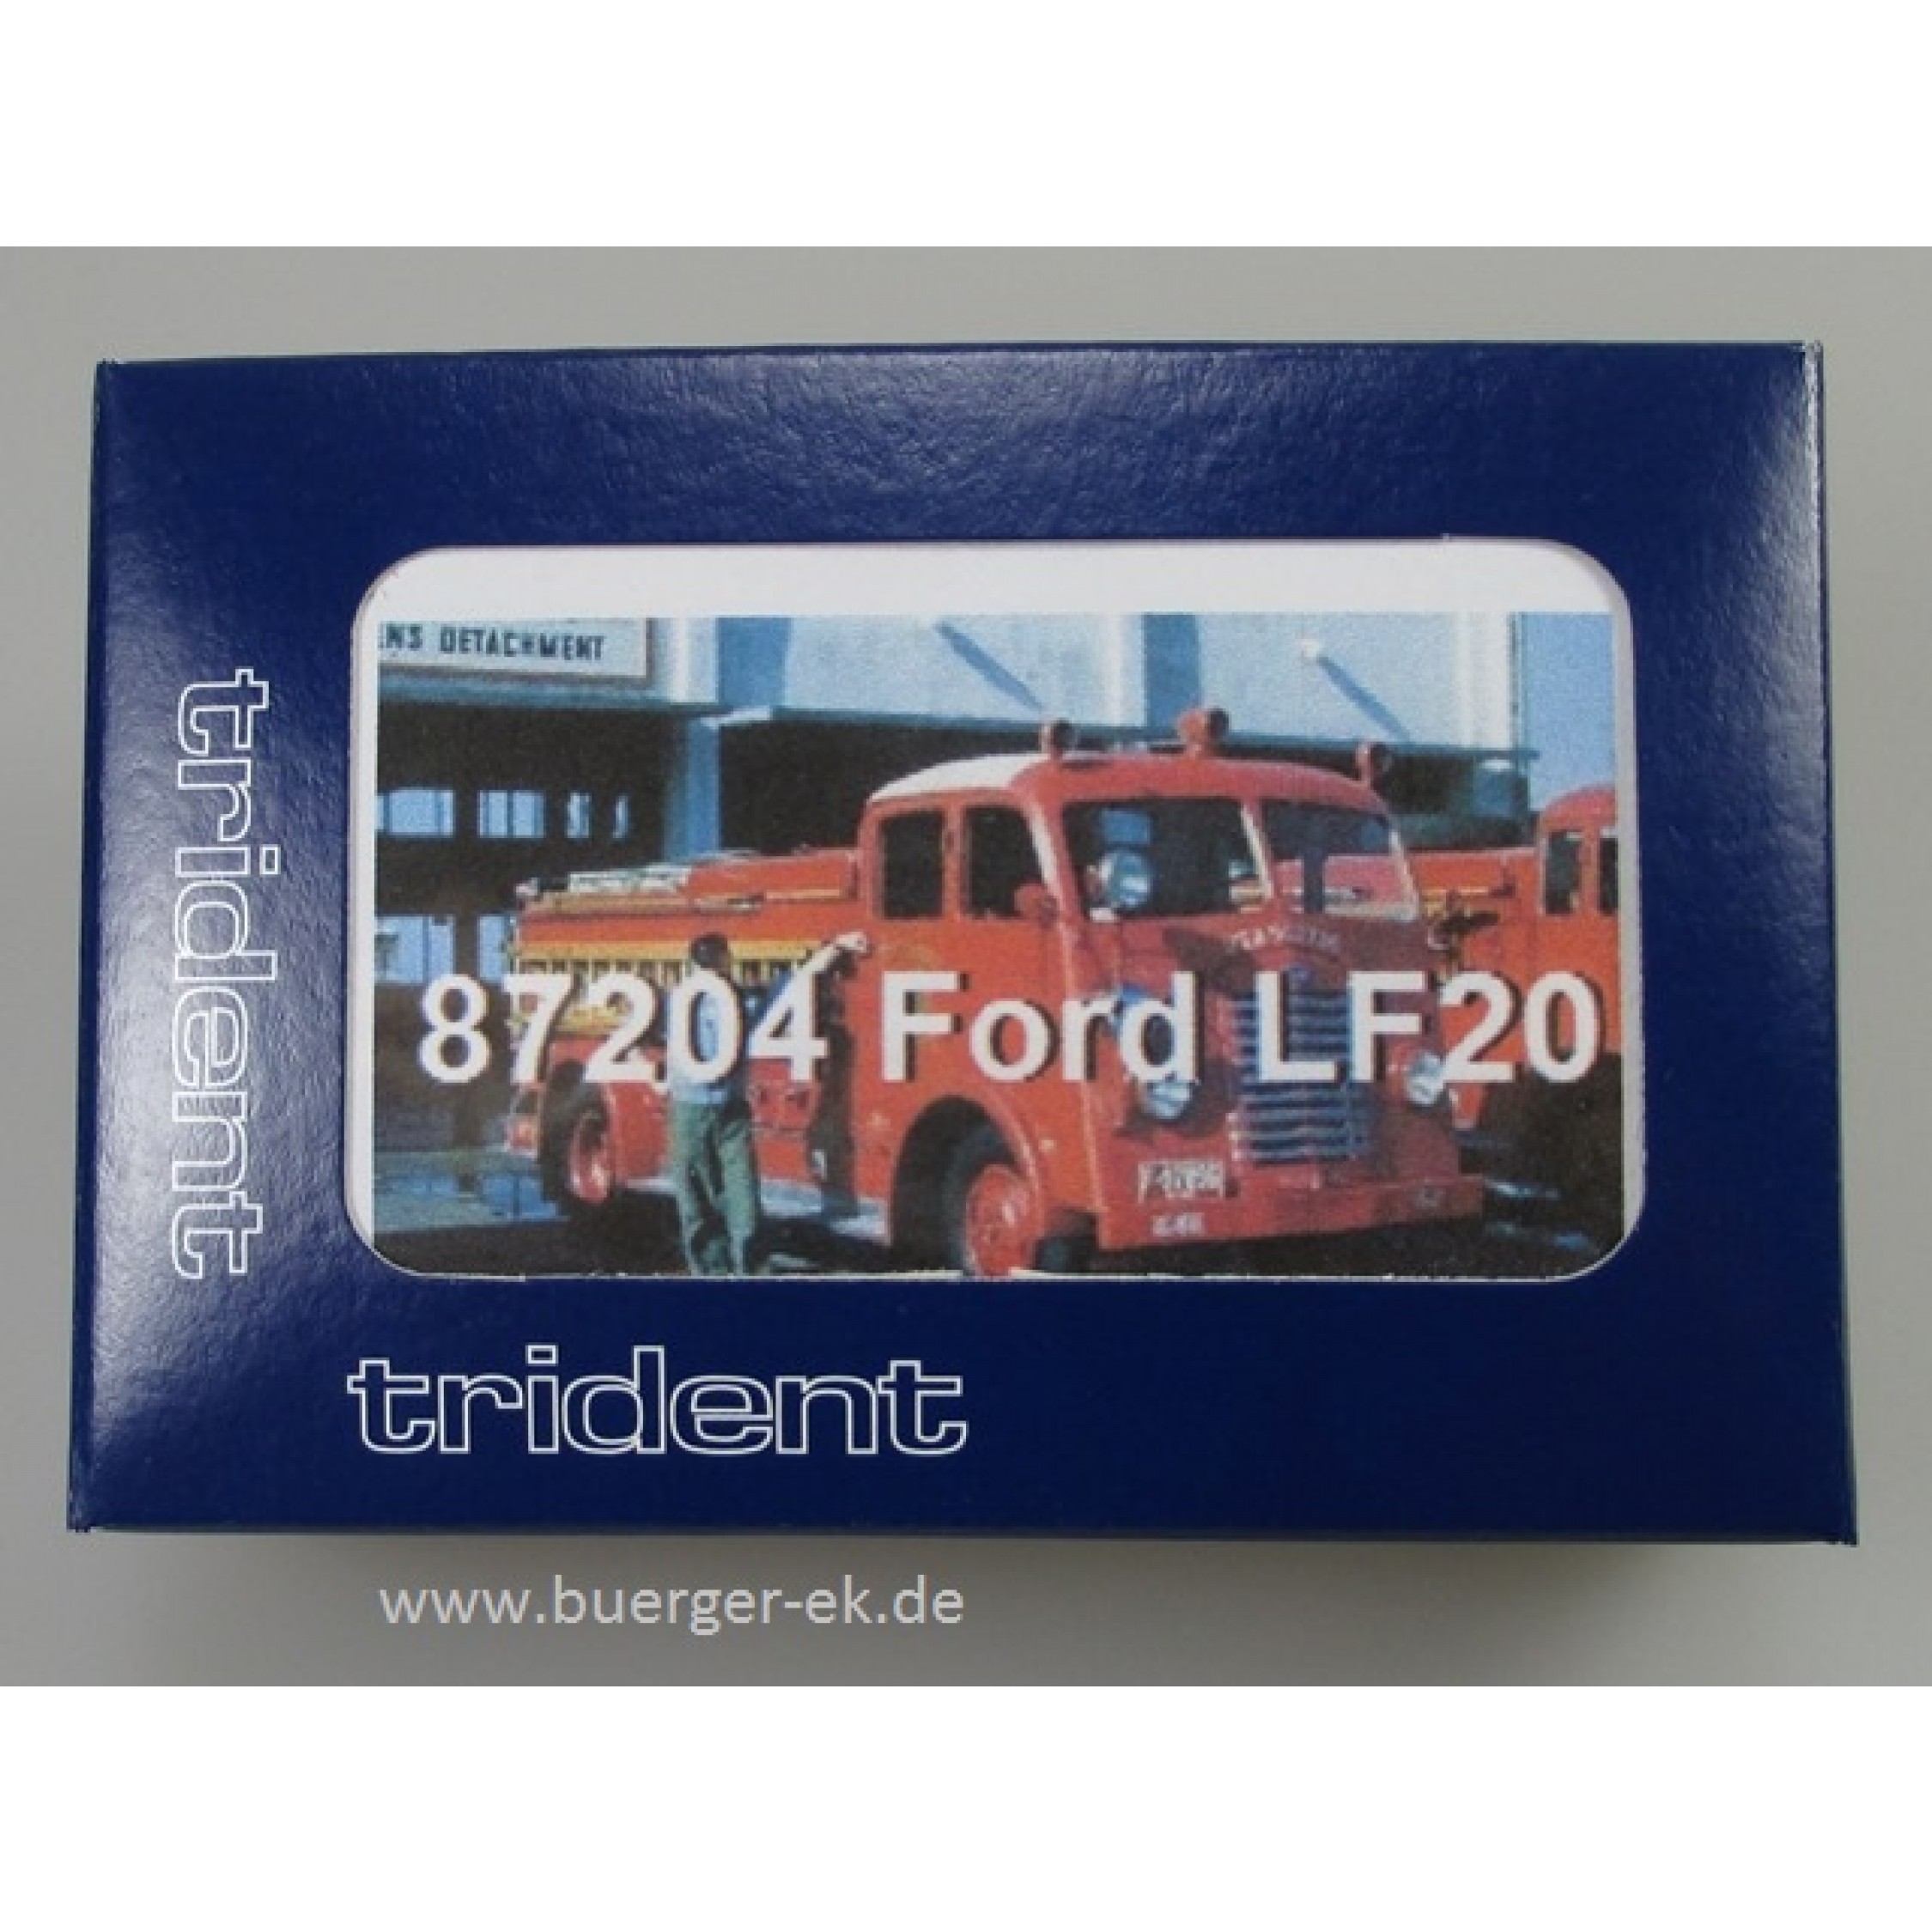 NS DETACHMENT
87204 Ford LF20
trident
trident
www.buerger-ek.de